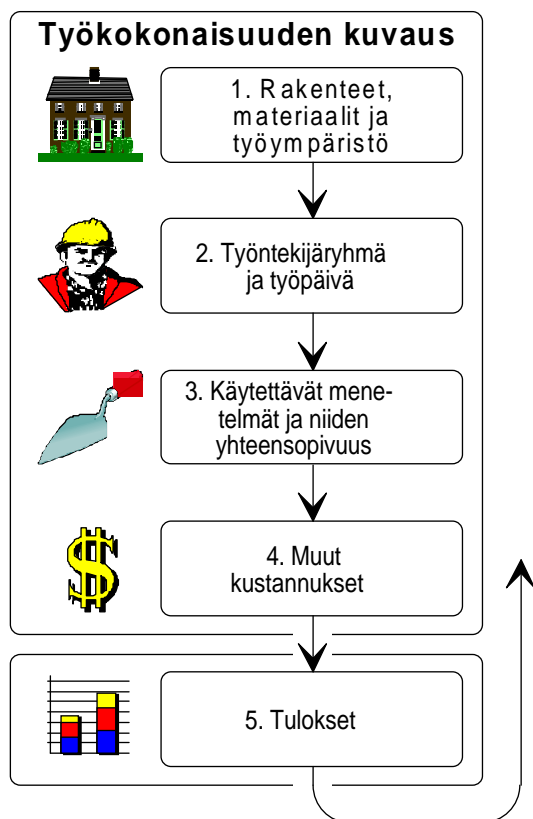 Työkokonaisuuden kuvaus
1. Rakenteet,
materiaalit ja
työympäristö
2. Työntekijäryhmä
ja työpäivä
3. Käytettävät mene-
telmät ja niiden
yhteensopivuus
4. Muut
kustannukset
5. Tulokset